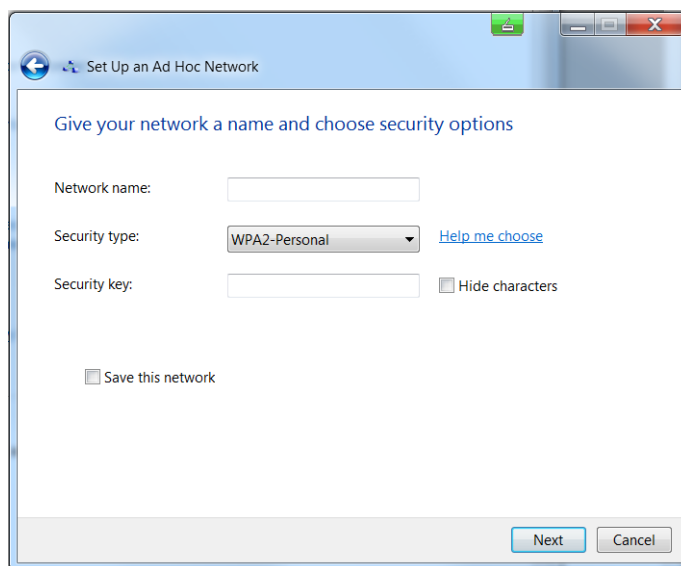 Set Up an Ad Hoc Network
Give your network a name and choose security options
Network name:
Security type: WPA2-Personal Help me choose
Security key: Hide characters
Save this network
Next Cancel